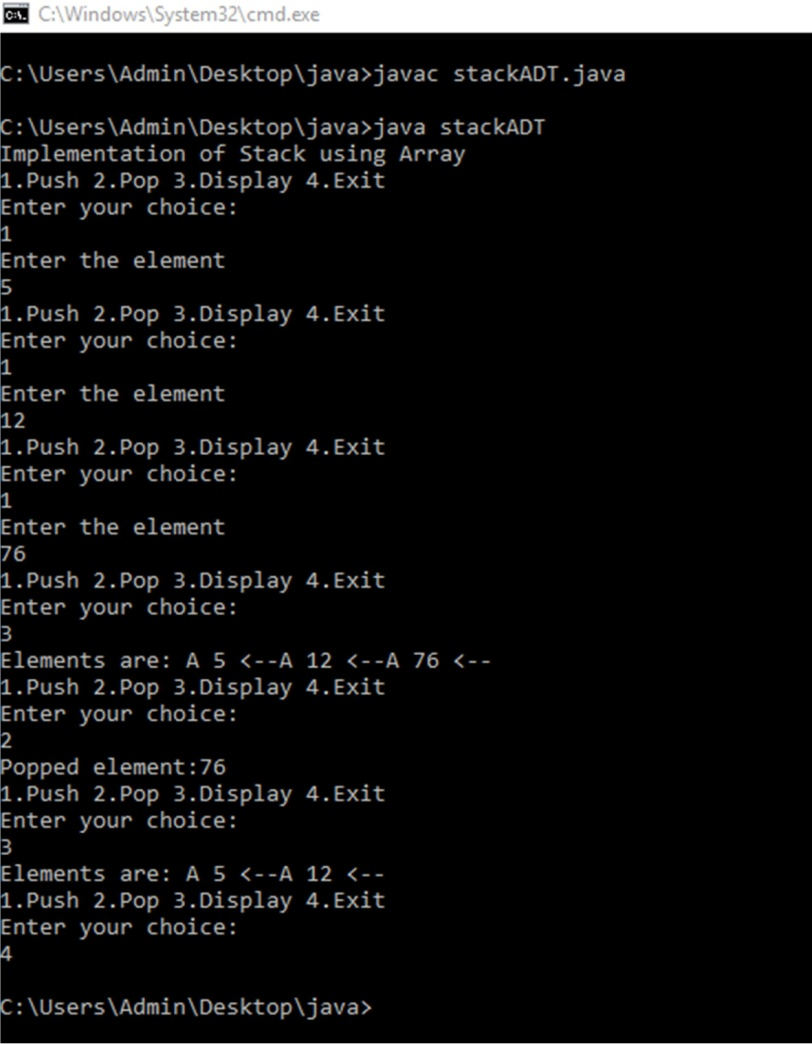 C:\Windows\System32\cmd.exe
C:\Users\Admin\Desktop\java>javac stackADT.java
C:\Users\Admin\Desktop\java>java stackADT
Implementation of Stack using Array
1.Push 2.Pop 3.Display 4.Exit
Enter your choice:
1
Enter the element
5
1.Push 2.Pop 3.Display 4.Exit
Enter your choice:
1
Enter the element
12
1.Push 2.Pop 3.Display 4.Exit
Enter your choice:
1
Enter the element
76
1.Push 2.Pop 3.Display 4.Exit
Enter your choice:
3
Elements are: A 5 <--A 12 <--A 76 <--
1.Push 2.Pop 3.Display 4.Exit
Enter your choice:
2
Popped element:76
1.Push 2.Pop 3.Display 4.Exit
Enter your choice:
3
Elements are: A 5 <--A 12 <--
1.Push 2.Pop 3.Display 4.Exit
Enter your choice:
4
C:\Users\Admin\Desktop\java>